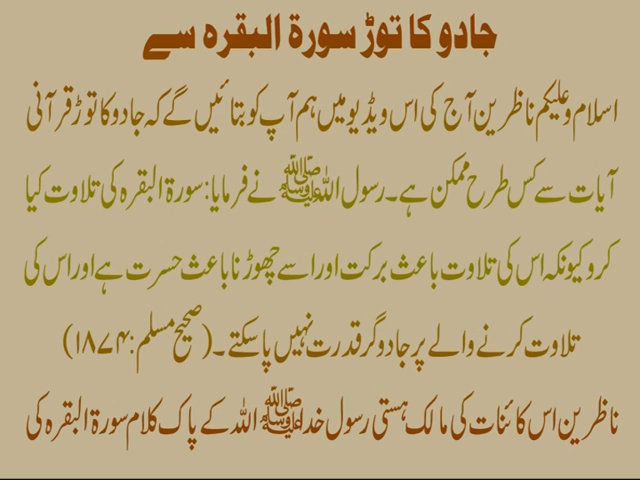 جادو کا توڑ سورۃ البقرہ سے
اسلام وعلیکم ناظرین آج کی اس ویڈیو میں ہم آپ کو بتائیں گے کہ جادو کا توڑ قرآنی
آیات سے کس طرح ممکن ہے۔رسول اللہﷺ نے فرمایا:سورۃ البقرہ کی تلاوت کیا
کرو کیونکہ اس کی تلاوت باعث برکت اور اسے چھوڑنا باعث حسرت ہے اور اس کی
تلاوت کرنے والے پر جادوگر قدرت نہیں پا سکتے۔(صحیح مسلم:۱۸۷۴)
ناظرین اس کائنات کی مالک ہستی رسول خداﷺ اللہ کے پاک کلام سورۃ البقرہ کی